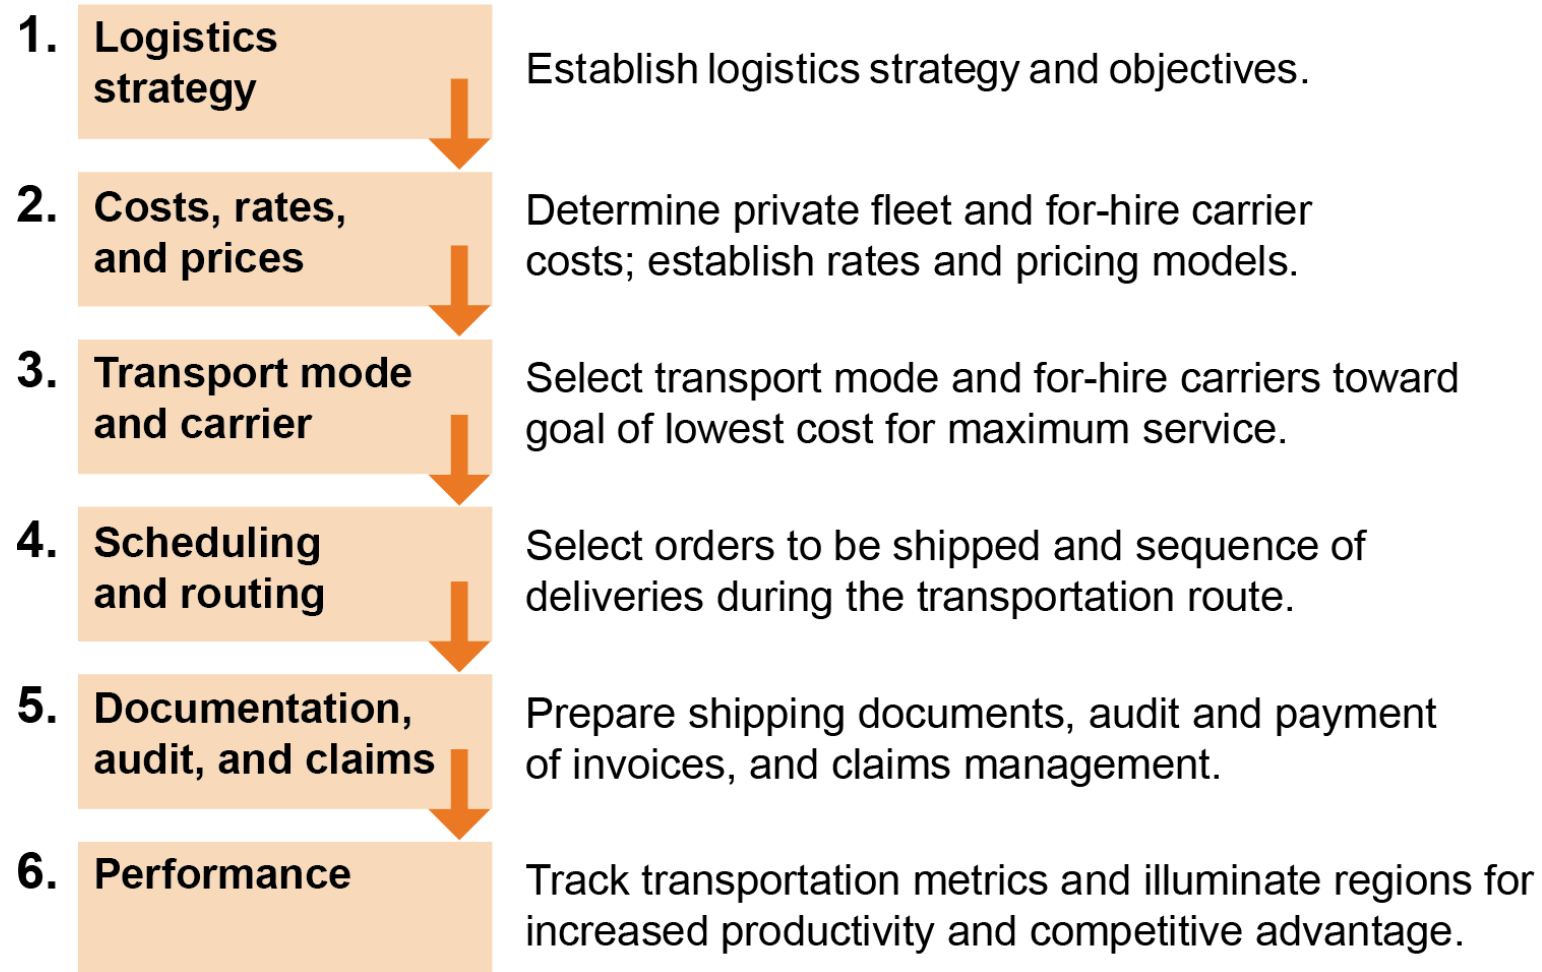 1. Logistics
strategy
Establish logistics strategy and objectives.
2. Costs, rates,
and prices
Determine private fleet and for-hire carrier
costs; establish rates and pricing models.
3. Transport mode
and carrier
Select transport mode and for-hire carriers toward
goal of lowest cost for maximum service.
4. Scheduling
and routing
Select orders to be shipped and sequence of
deliveries during the transportation route.
5. Documentation,
audit, and claims
Prepare shipping documents, audit and payment
of invoices, and claims management.
6. Performance
Track transportation metrics and illuminate regions for
increased productivity and competitive advantage.